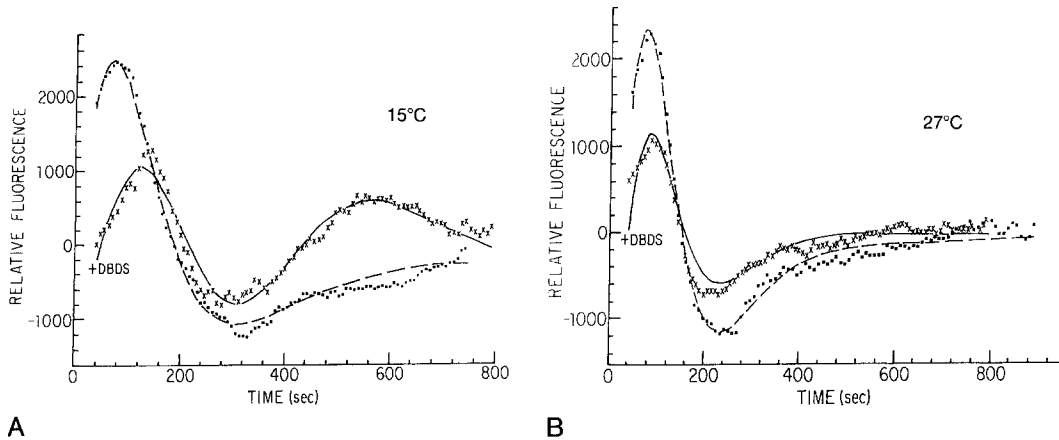 RELATIVE FLUORESCENCE
2000
1000
0
-1000
15°C
+DBDS
0
200
400
600
800
TIME (sec)
A
RELATIVE FLUORESCENCE
2000
1000
0
-1000
27°C
+DBDS
0
200
400
600
800
TIME (sec)
B